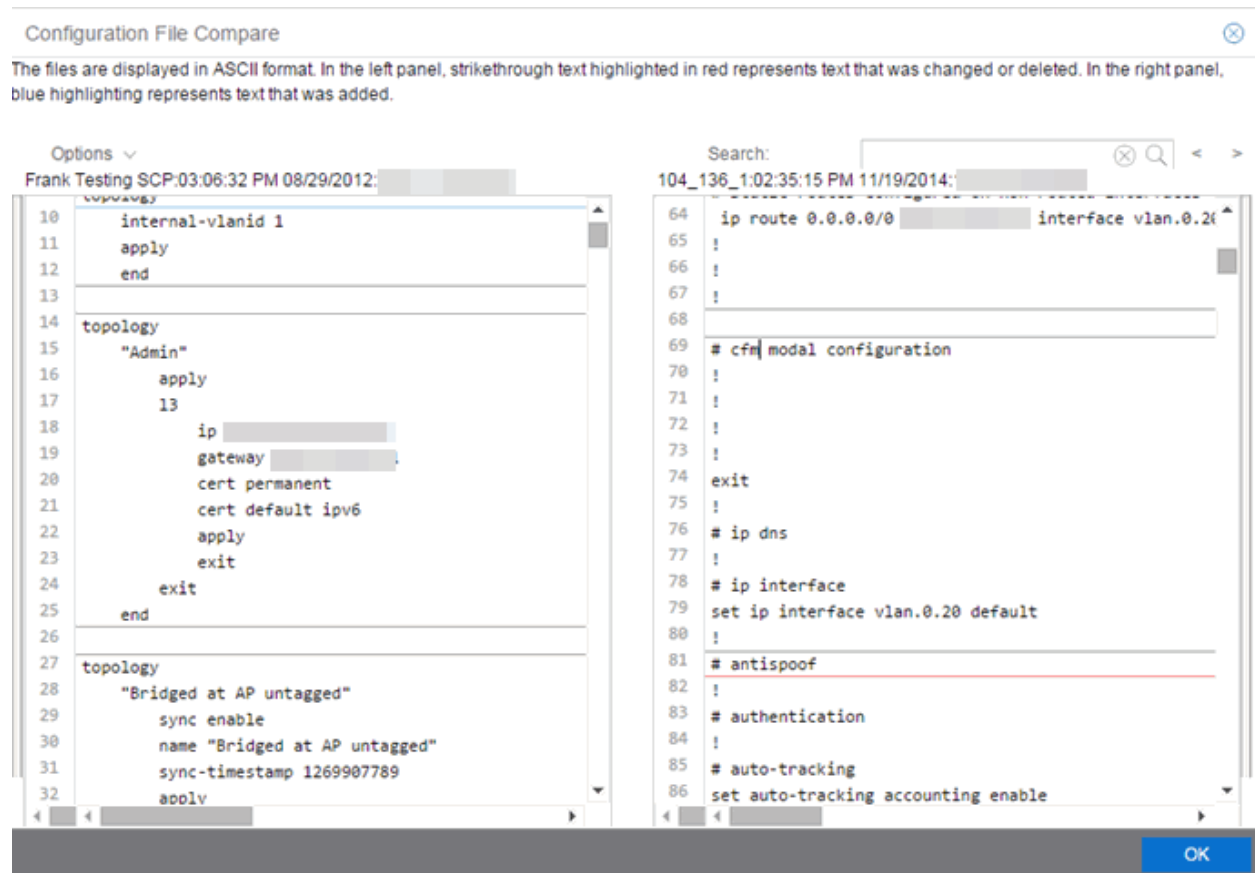 Configuration File Compare
The files are displayed in ASCII format. In the left panel, strikethrough text highlighted in red represents text that was changed or deleted. In the right panel,
blue highlighting represents text that was added.
Options
Search:
< >
Frank Testing SCP:03:06:32 PM 08/29/2012:
topology
10 internal-vlanid 1
11 apply
12 end
13
14 topology
15 "Admin"
16 apply
17 l3
18 ip
19 gateway
20 cert permanent
21 cert default ipv6
22 apply
23 exit
24 exit
25 end
26
27 topology
28 "Bridged at AP untagged"
29 sync enable
30 name "Bridged at AP untagged"
31 sync-timestamp 1269907789
32 apply
104_136_1:02:35:15 PM 11/19/2014:
64 ip route 0.0.0.0/0 interface vlan.0.20
65 !
66 !
67 !
68
69 # cfm modal configuration
70 !
71 !
72 !
73 !
74 exit
75 !
76 # ip dns
77 !
78 # ip interface
79 set ip interface vlan.0.20 default
80 !
81 # antispoof
82 !
83 # authentication
84 !
85 # auto-tracking
86 set auto-tracking accounting enable
OK